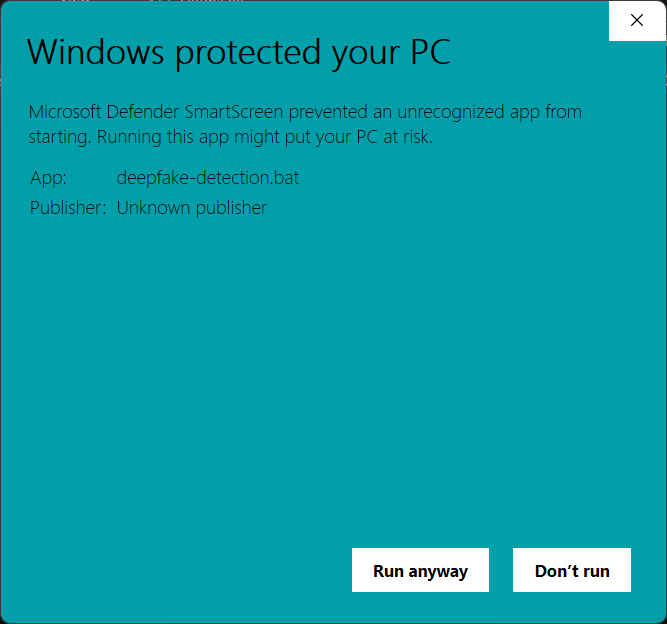 Windows protected your PC
Microsoft Defender SmartScreen prevented an unrecognized app from
starting. Running this app might put your PC at risk.
App: deepfake-detection.bat
Publisher: Unknown publisher
Run anyway Don’t run